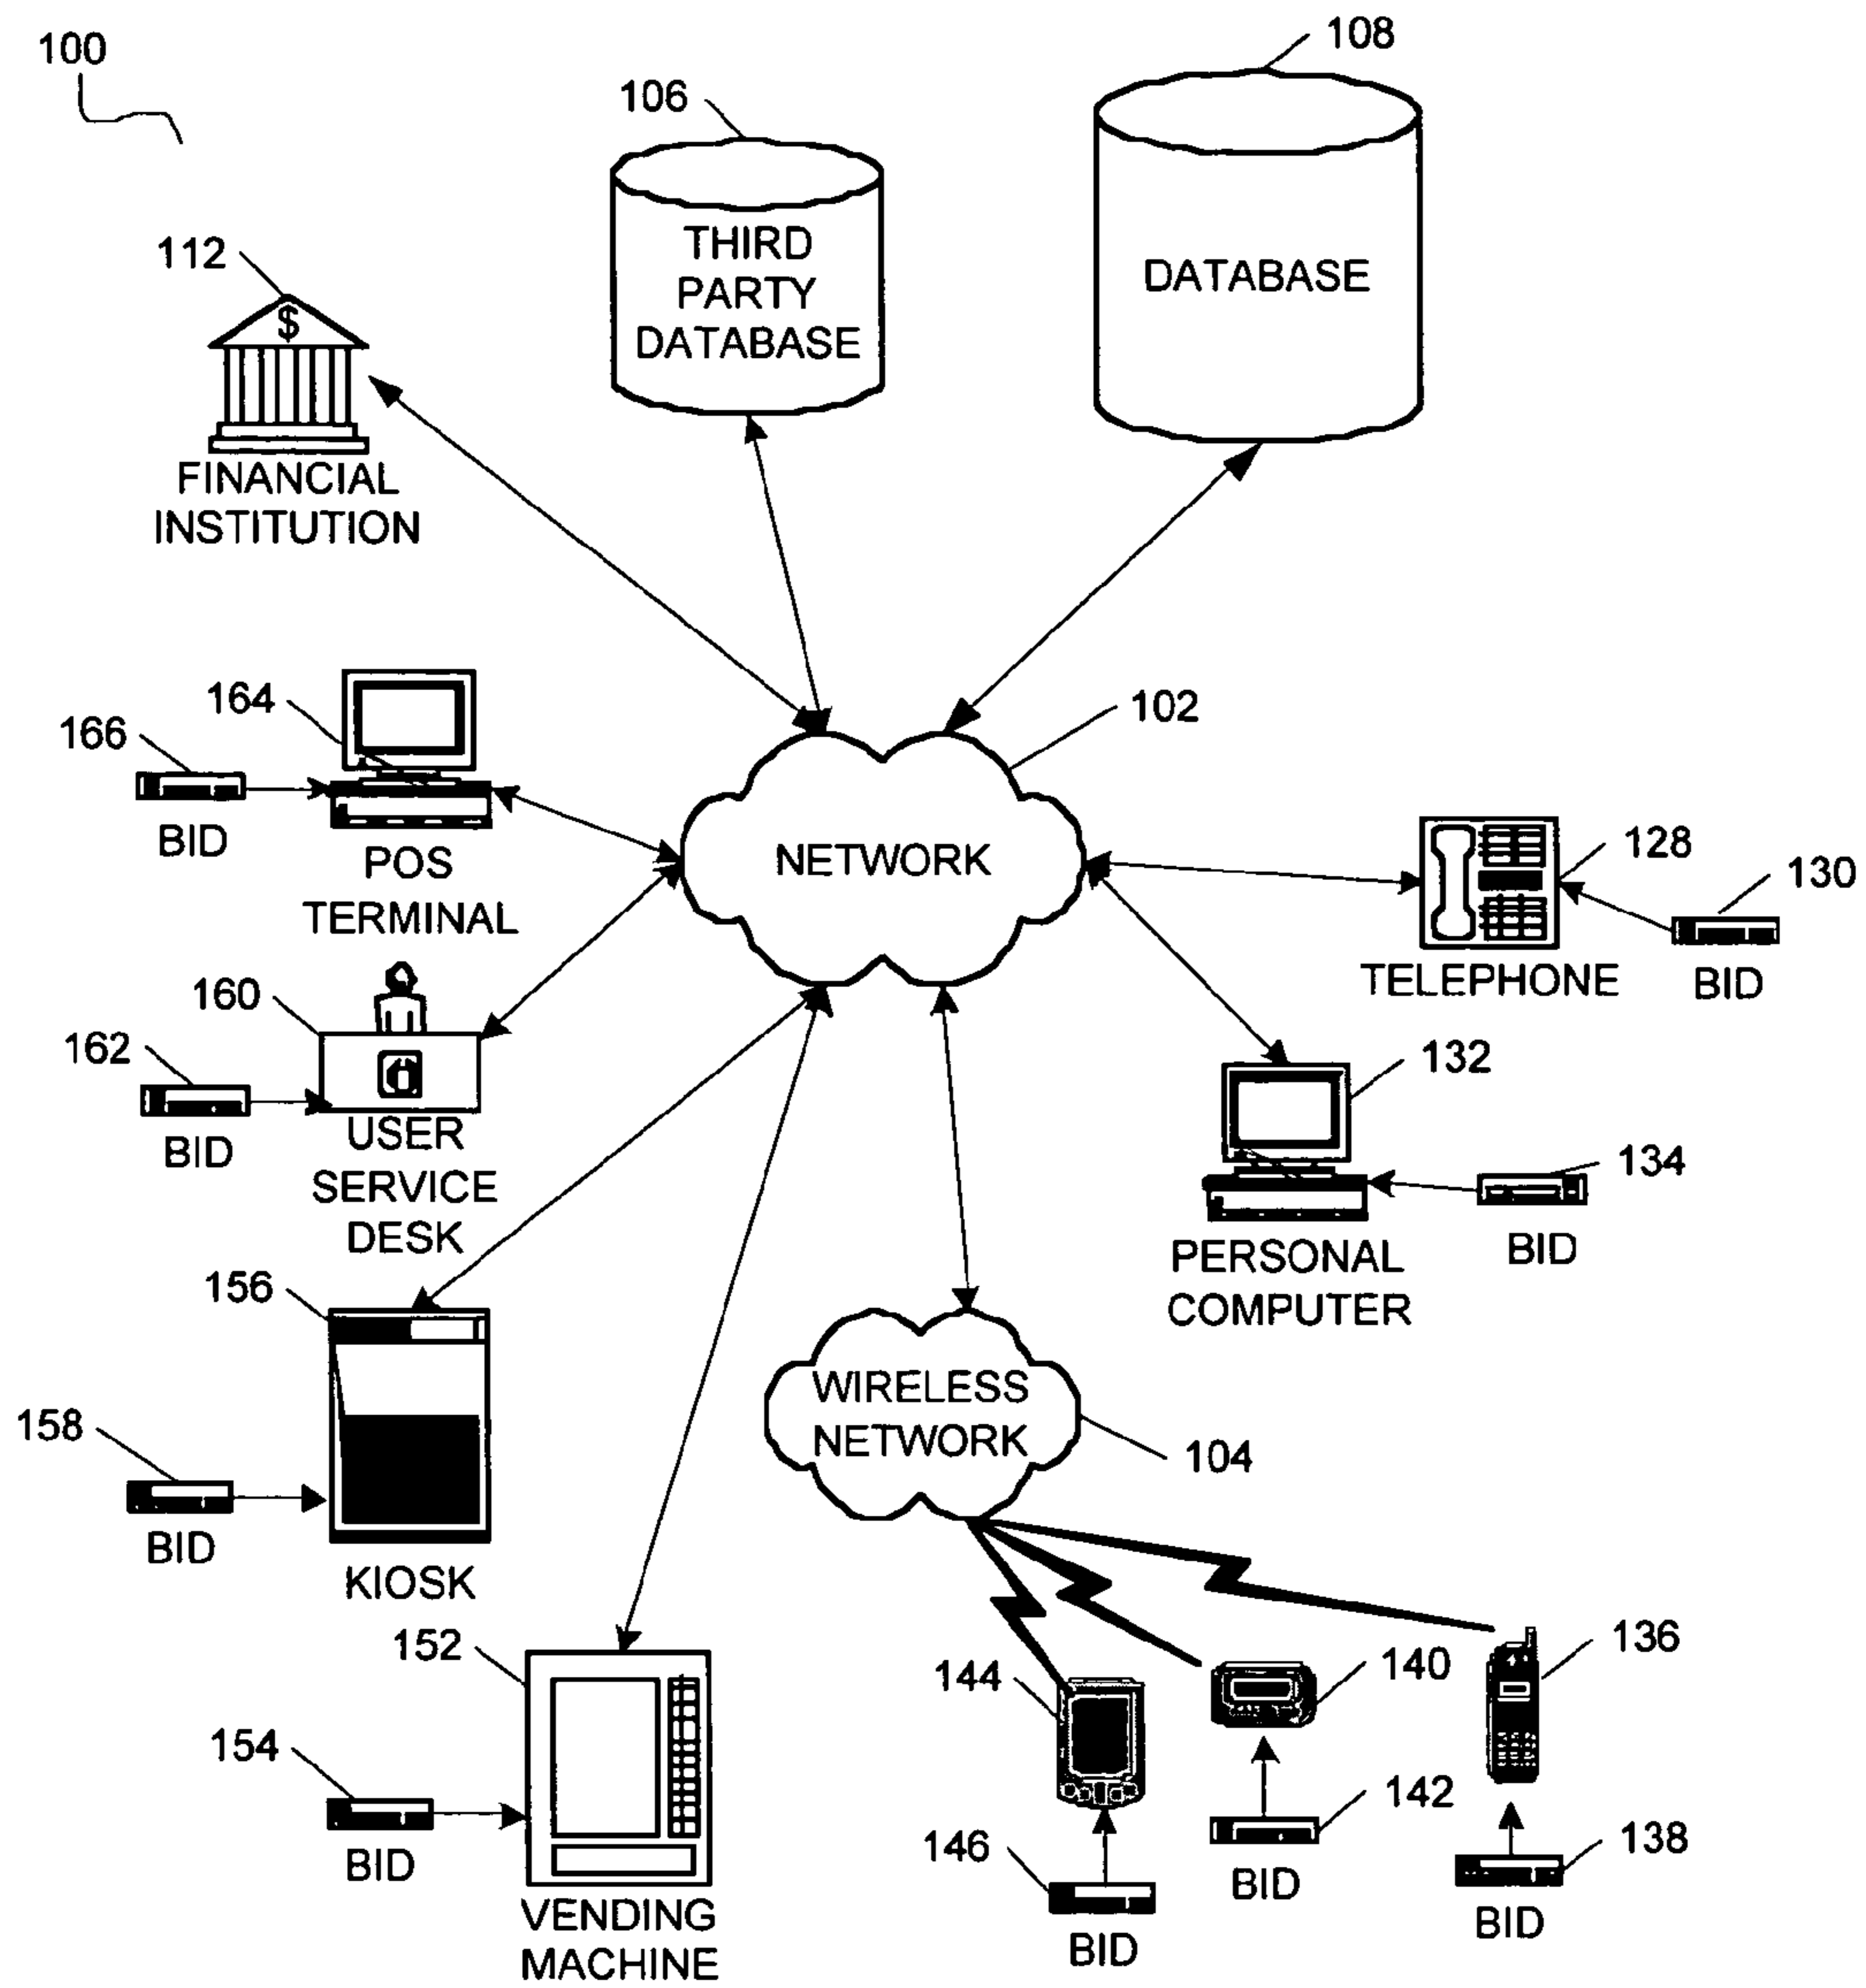 100
108
106
THIRD
PARTY
DATABASE
DATABASE
112
$
FINANCIAL
INSTITUTION
164
102
166
BID
POS
TERMINAL
NETWORK
128
130
TELEPHONE
BID
160
162
BID
USER
SERVICE
DESK
132
134
BID
PERSONAL
COMPUTER
156
158
BID
KIOSK
WIRELESS
NETWORK
104
152
154
BID
VENDING
MACHINE
144
140
136
146
142
138
BID
BID
BID